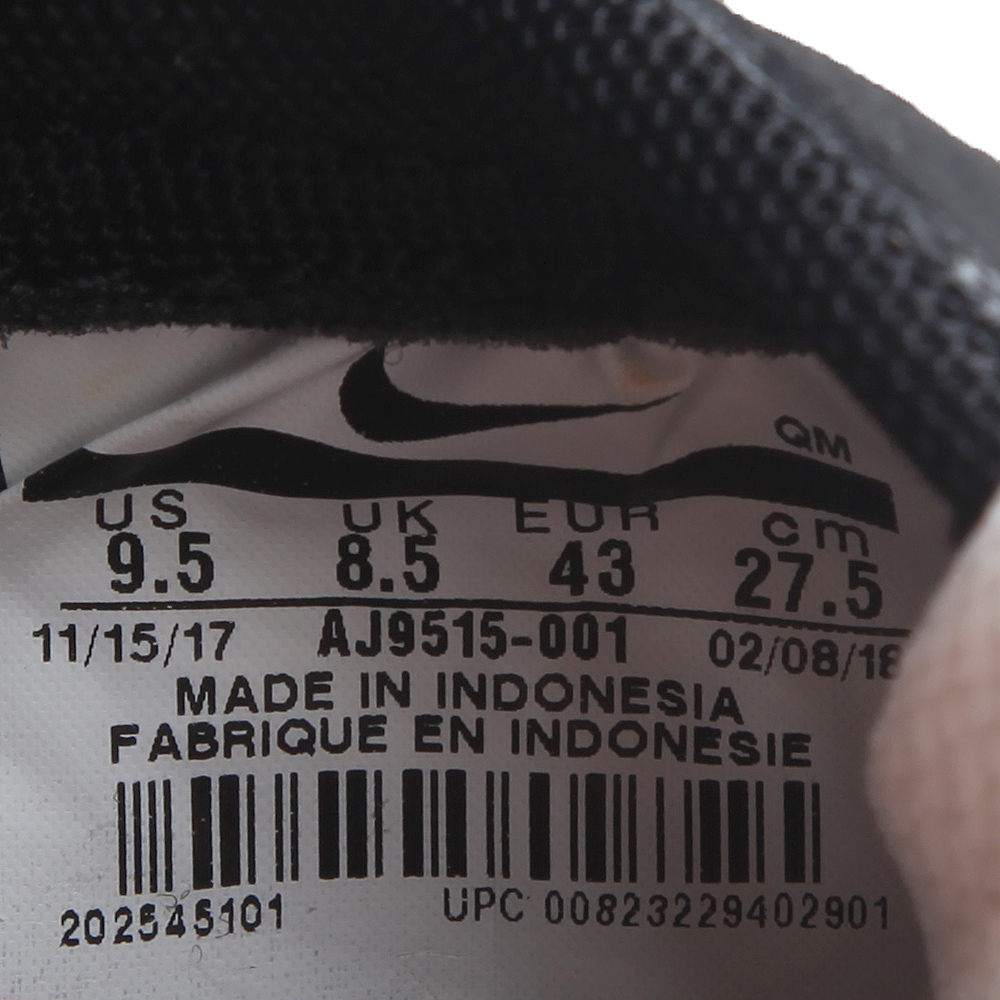 QM
US UK EUR cm
9.5 8.5 43 27.5
11/15/17 AJ9515-001 02/08/18
MADE IN INDONESIA
FABRIQUE EN INDONESIE
202545101 UPC 00823229402901